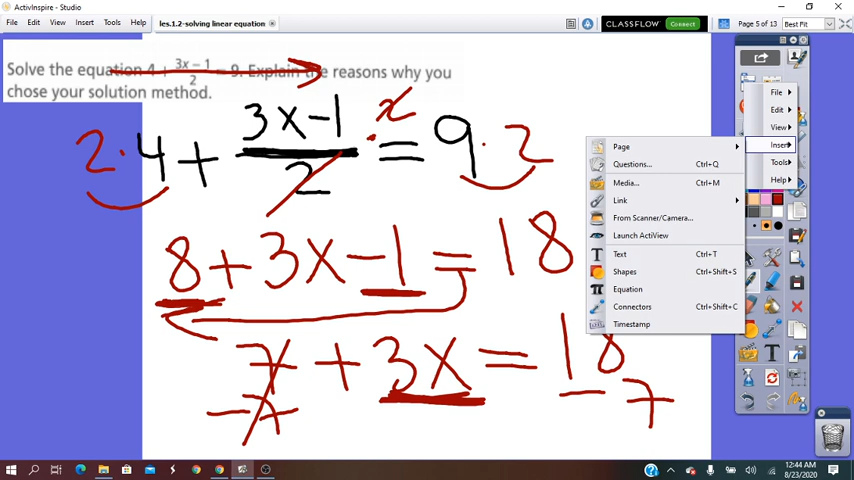 ActivInspire - Studio
File Edit View Insert Tools Help
les.1.2-solving linear equation
CLASSFLOW Connect
Page 5 of 13 Best Fit
Solve the equation 4 + (3x − 1)/2 = 9. Explain the reasons why you
chose your solution method.
2 · 4 + (3x − 1)/2 · 2 = 9 · 2
8 + 3x − 1 = 18
7 + 3x = 18
− 7 − 7
File
Edit
View
Insert
Tools
Help
Page
Questions... Ctrl+Q
Media... Ctrl+M
Link
From Scanner/Camera...
Launch ActiView
Text Ctrl+T
Shapes Ctrl+Shift+S
Equation
Connectors Ctrl+Shift+C
Timestamp
12:44 AM
8/23/2020